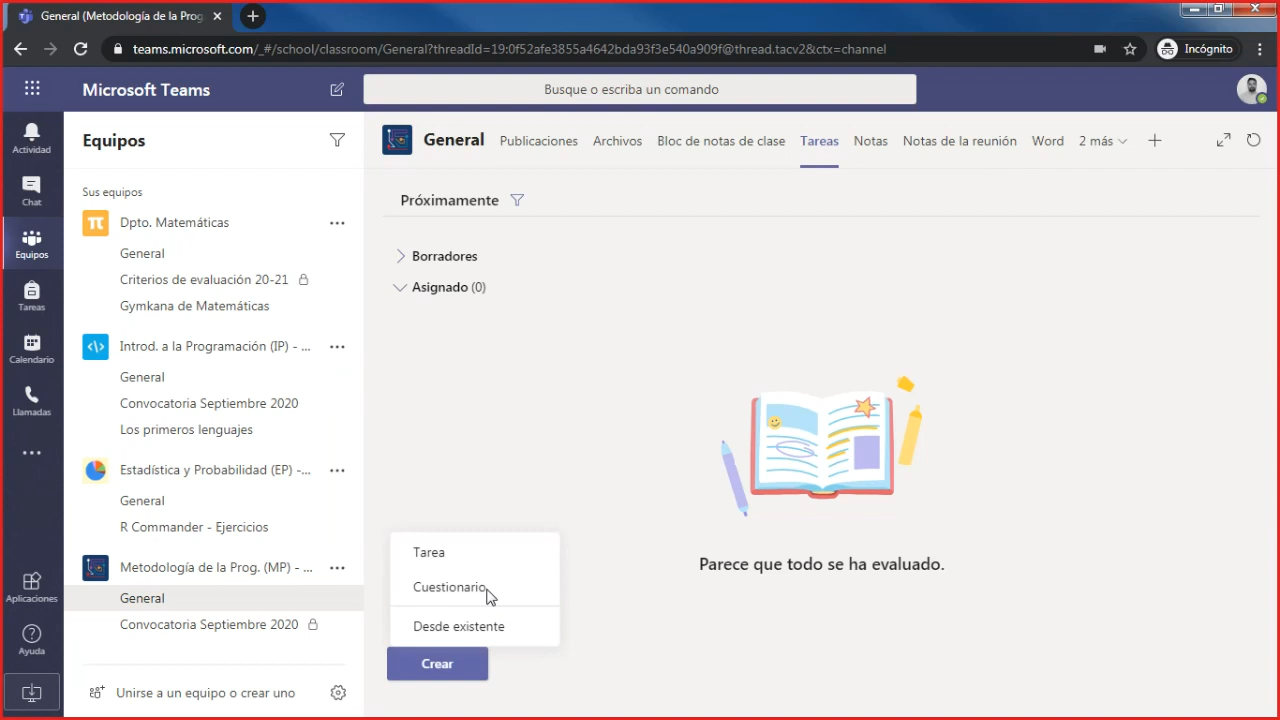 General (Metodología de la Prog
teams.microsoft.com/_#/school/classroom/General?threadId=19:0f52afe3855a4642bda93f3e540a909f@thread.tacv2&ctx=channel
Incógnito
Microsoft Teams
Busque o escriba un comando
Actividad
Chat
Equipos
Tareas
Calendario
Llamadas
Aplicaciones
Ayuda
Equipos
Sus equipos
Dpto. Matemáticas
General
Criterios de evaluación 20-21
Gymkana de Matemáticas
Introd. a la Programación (IP) - ...
General
Convocatoria Septiembre 2020
Los primeros lenguajes
Estadística y Probabilidad (EP) -...
General
R Commander - Ejercicios
Metodología de la Prog. (MP) - ...
General
Convocatoria Septiembre 2020
Unirse a un equipo o crear uno
General Publicaciones Archivos Bloc de notas de clase Tareas Notas Notas de la reunión Word 2 más
Próximamente
Borradores
Asignado (0)
Parece que todo se ha evaluado.
Tarea
Cuestionario
Desde existente
Crear